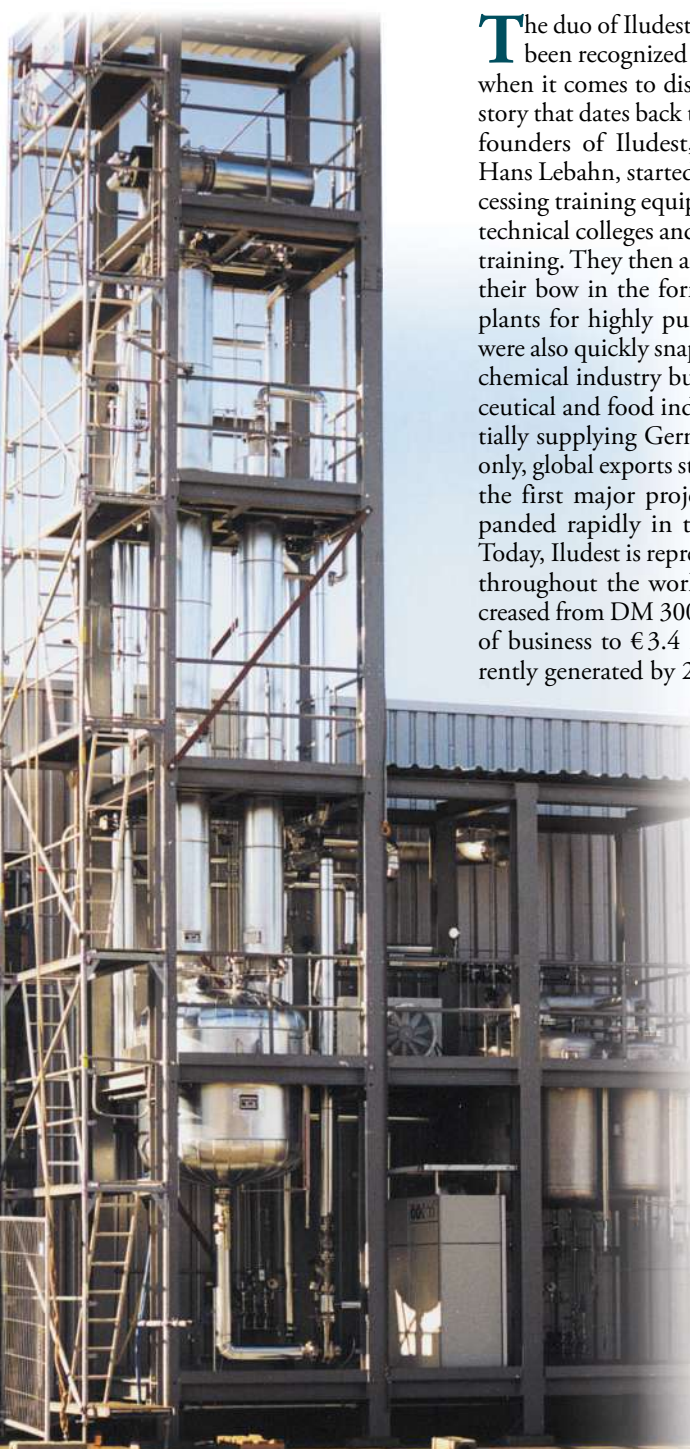 The duo of Iludest
been recognized
when it comes to dis
story that dates back t
founders of Iludest,
Hans Lebahn, started
cessing training equip
technical colleges and
training. They then a
their bow in the for
plants for highly pu
were also quickly snap
chemical industry bu
ceutical and food ind
tially supplying Ger
only, global exports st
the first major proje
panded rapidly in t
Today, Iludest is repre
throughout the wor
creased from DM 300
of business to €3.4
rently generated by 2